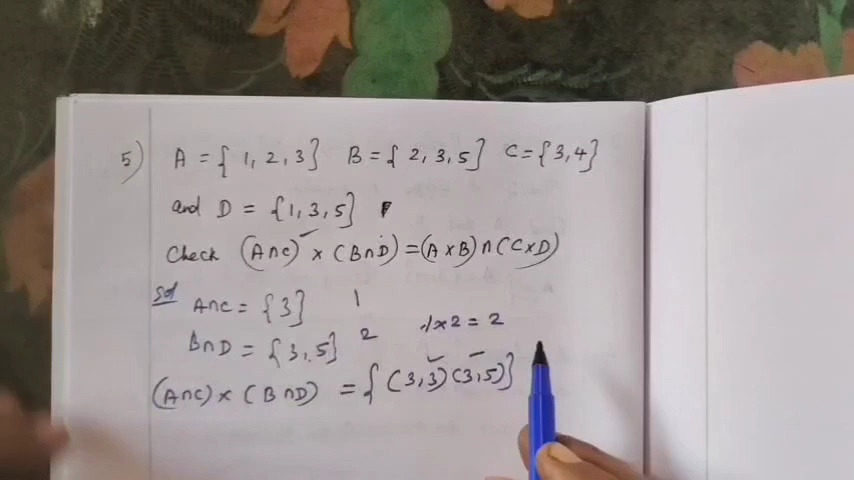 5) A = { 1, 2, 3 } B = { 2, 3, 5 } C = { 3, 4 }
and D = { 1, 3, 5 }
Check (A∩C) × (B∩D) = (A×B) ∩ (C×D)
Sol A∩C = { 3 } 1
B∩D = { 3, 5 } 2 1×2 = 2
(A∩C) × (B∩D) = { (3,3) (3,5) }